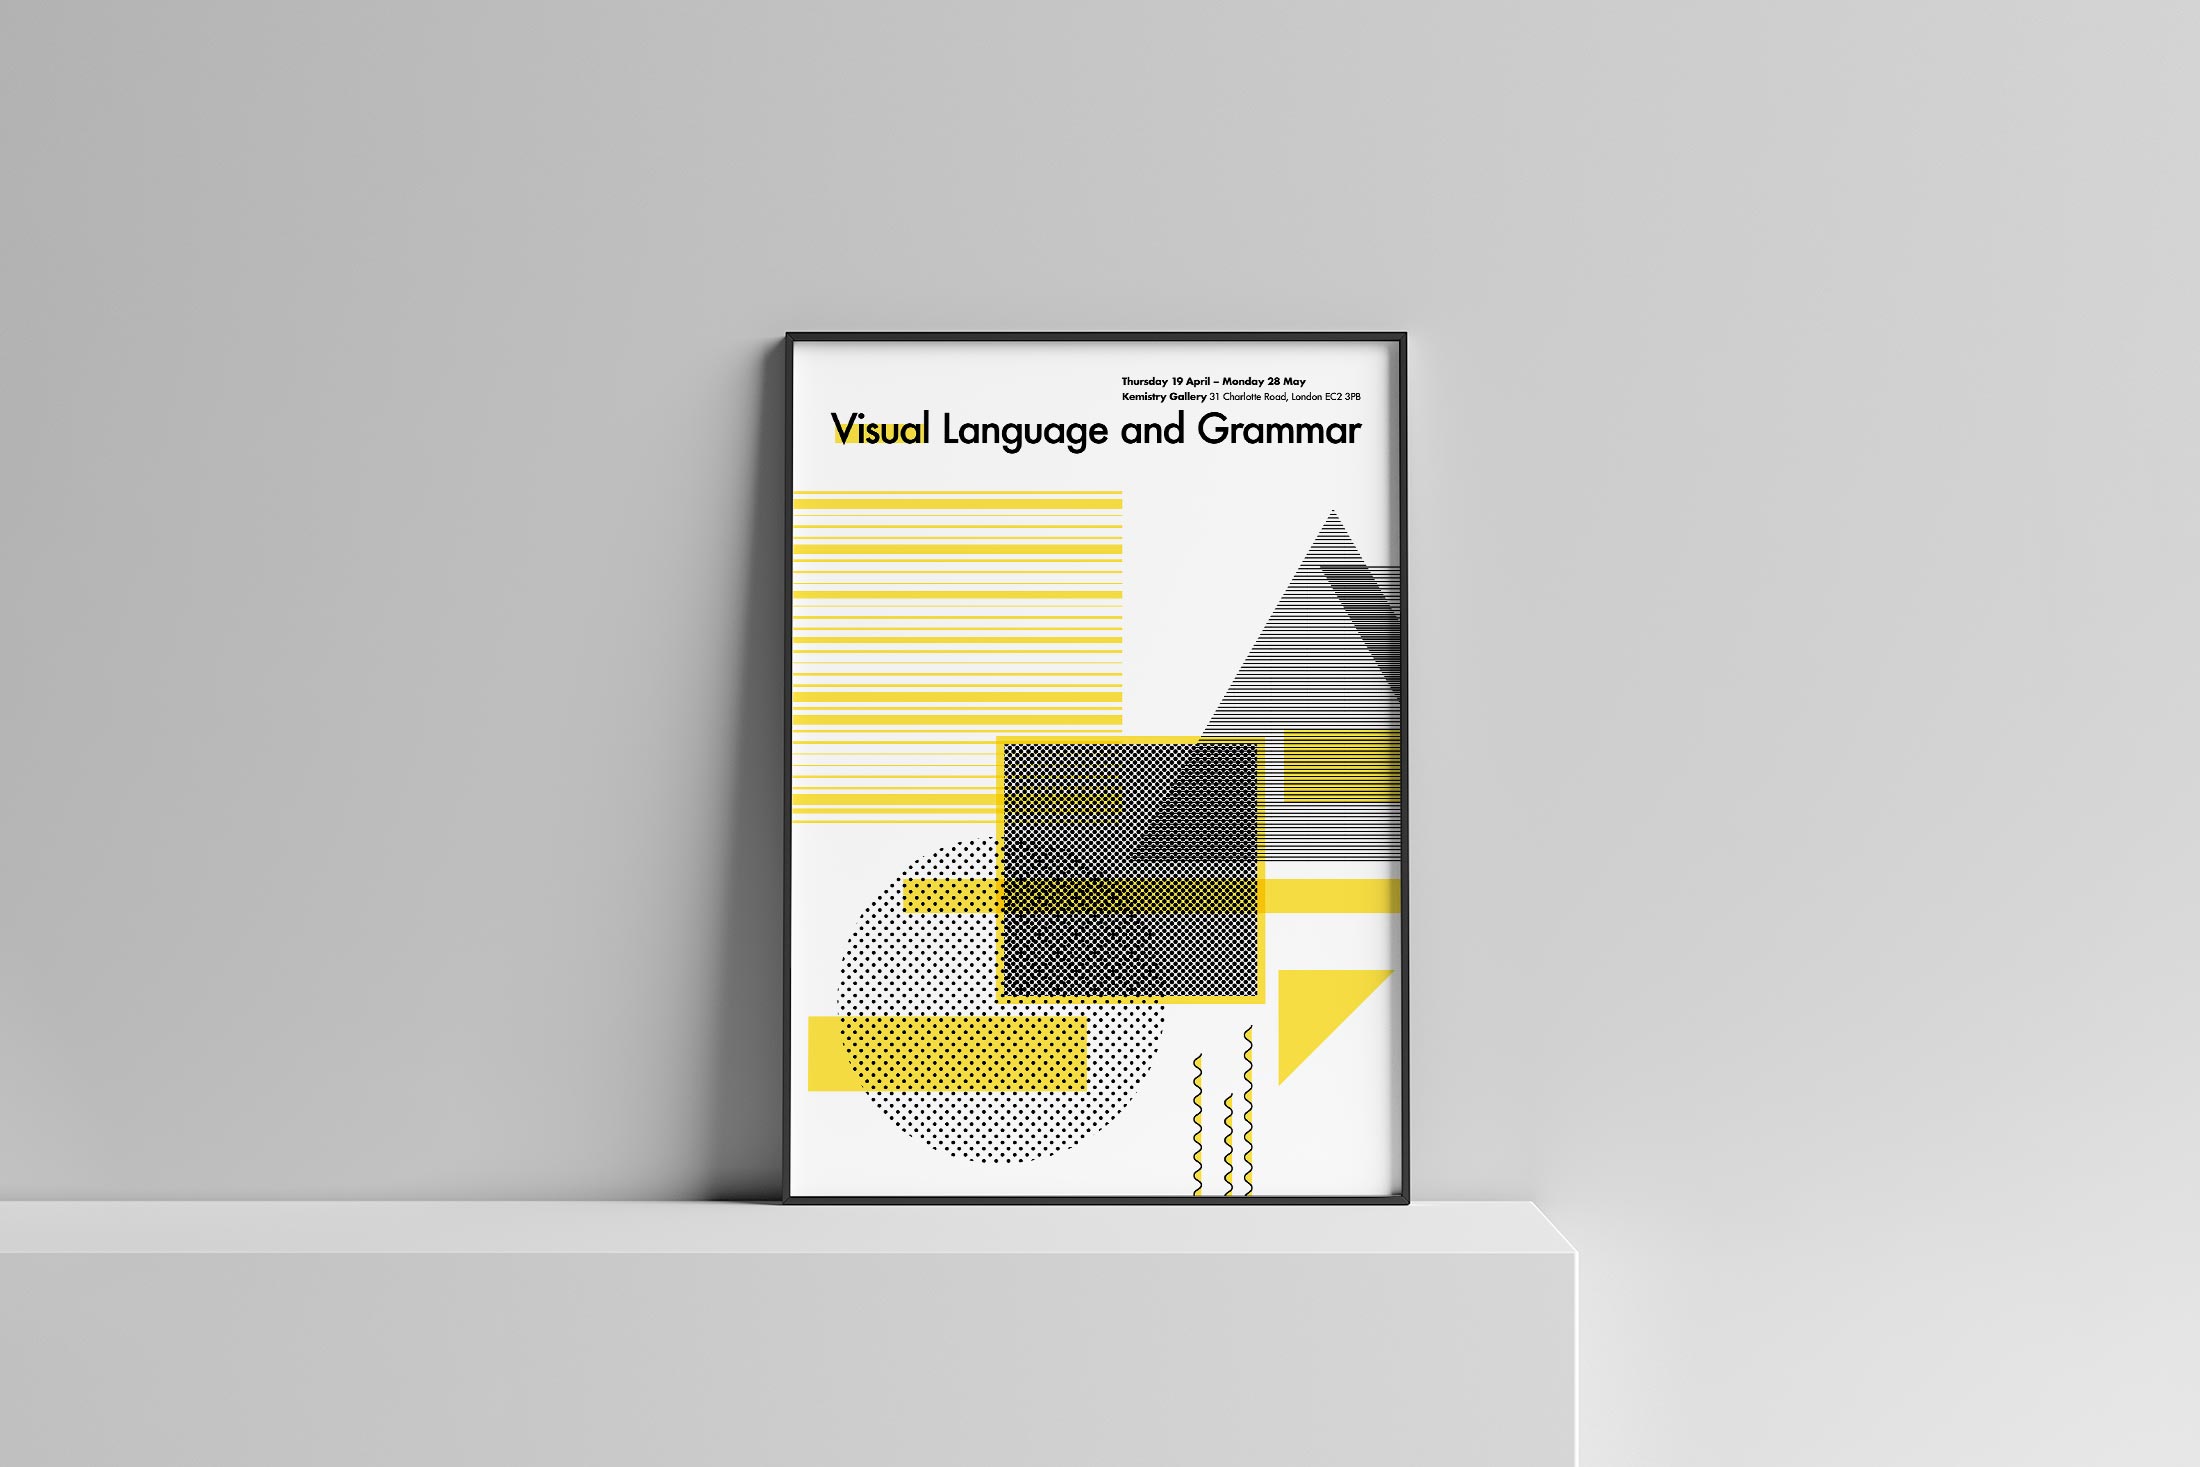 Thursday 19 April – Monday 28 May
Kemistry Gallery 31 Charlotte Road, London EC2 3PB
Visual Language and Grammar